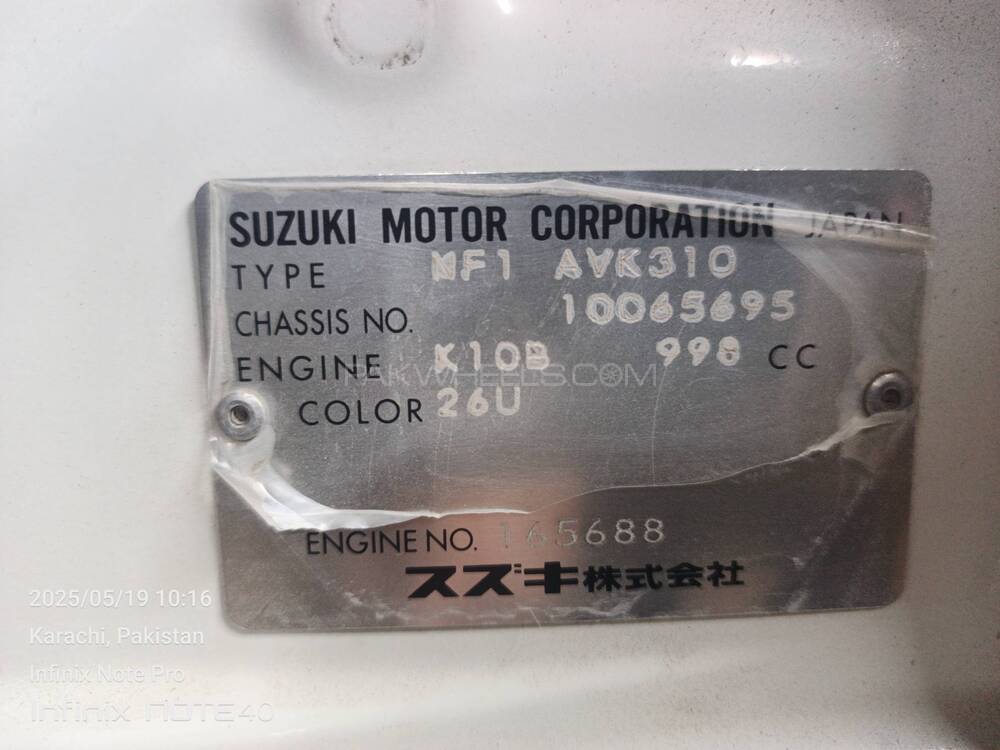 SUZUKI MOTOR CORPORATION JAPAN
TYPE NF1 AVK310
CHASSIS NO. 10065695
ENGINE K10B 998 CC
PAKWHEELS.COM
COLOR 26U
ENGINE NO. 165688
スズキ株式会社
2025/05/19 10:16
Karachi, Pakistan
Infinix Note Pro
Infinix NOTE40